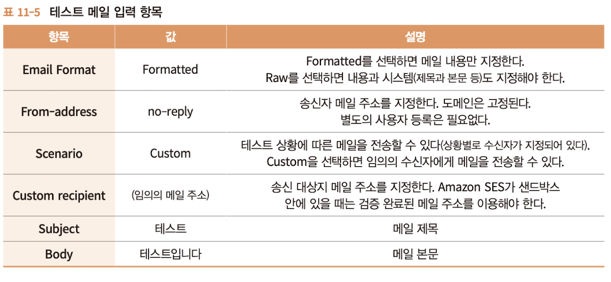 표 11-5 테스트 메일 입력 항목
항목 값 설명
Email Format Formatted Formatted를 선택하면 메일 내용만 지정한다.
Raw를 선택하면 내용과 시스템(제목과 본문 등)도 지정해야 한다.
From-address no-reply 송신자 메일 주소를 지정한다. 도메인은 고정된다.
별도의 사용자 등록은 필요없다.
Scenario Custom 테스트 상황에 따른 메일을 전송할 수 있다(상황별로 수신자가 지정되어 있다).
Custom을 선택하면 임의의 수신자에게 메일을 전송할 수 있다.
Custom recipient (임의의 메일 주소) 송신 대상지 메일 주소를 지정한다. Amazon SES가 샌드박스
안에 있을 때는 검증 완료된 메일 주소를 이용해야 한다.
Subject 테스트 메일 제목
Body 테스트입니다 메일 본문